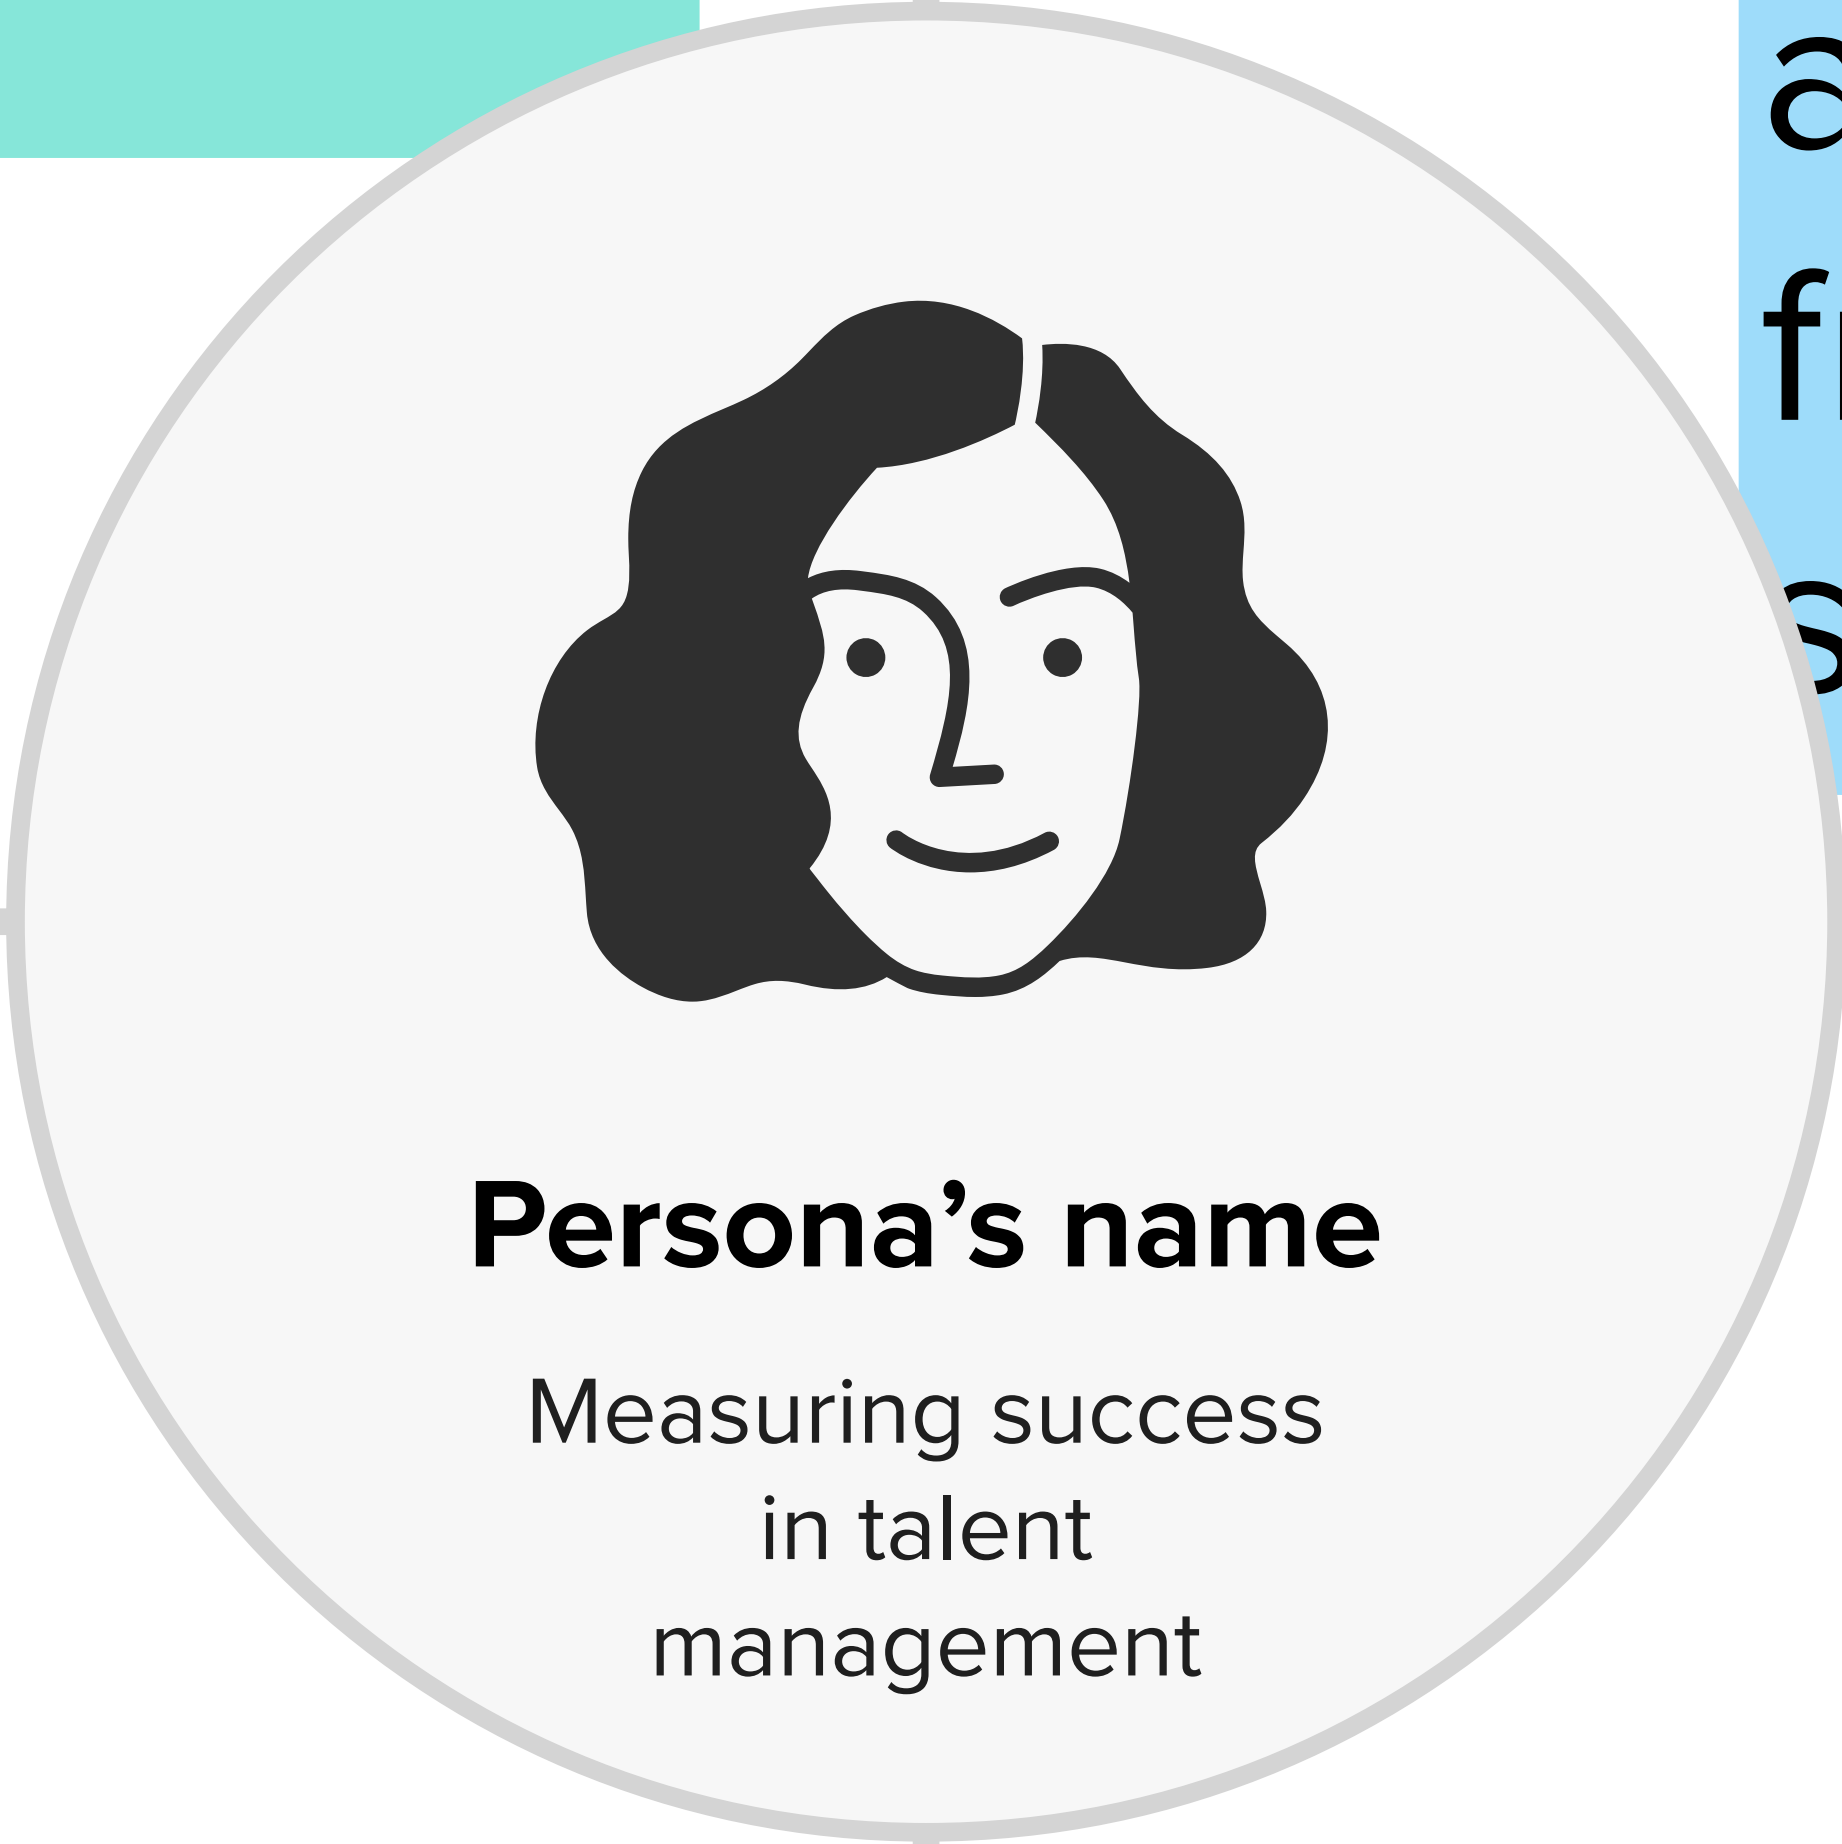 Persona’s name
Measuring success
in talent
management